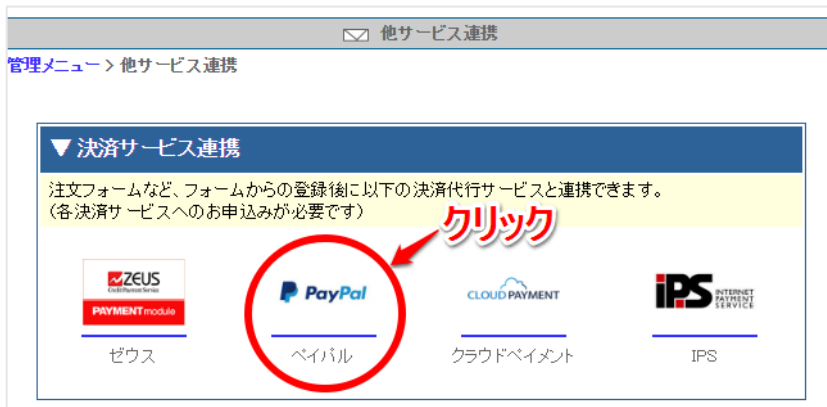 他サービス連携
管理メニュー > 他サービス連携
▼決済サービス連携
注文フォームなど、フォームからの登録後に以下の決済代行サービスと連携できます。
（各決済サービスへのお申込みが必要です）
クリック
ZEUS
Credit Payment Service
PAYMENT module
PayPal
CLOUD PAYMENT
iPS INTERNET
PAYMENT
SERVICE
ゼウス
ペイパル
クラウドペイメント
IPS